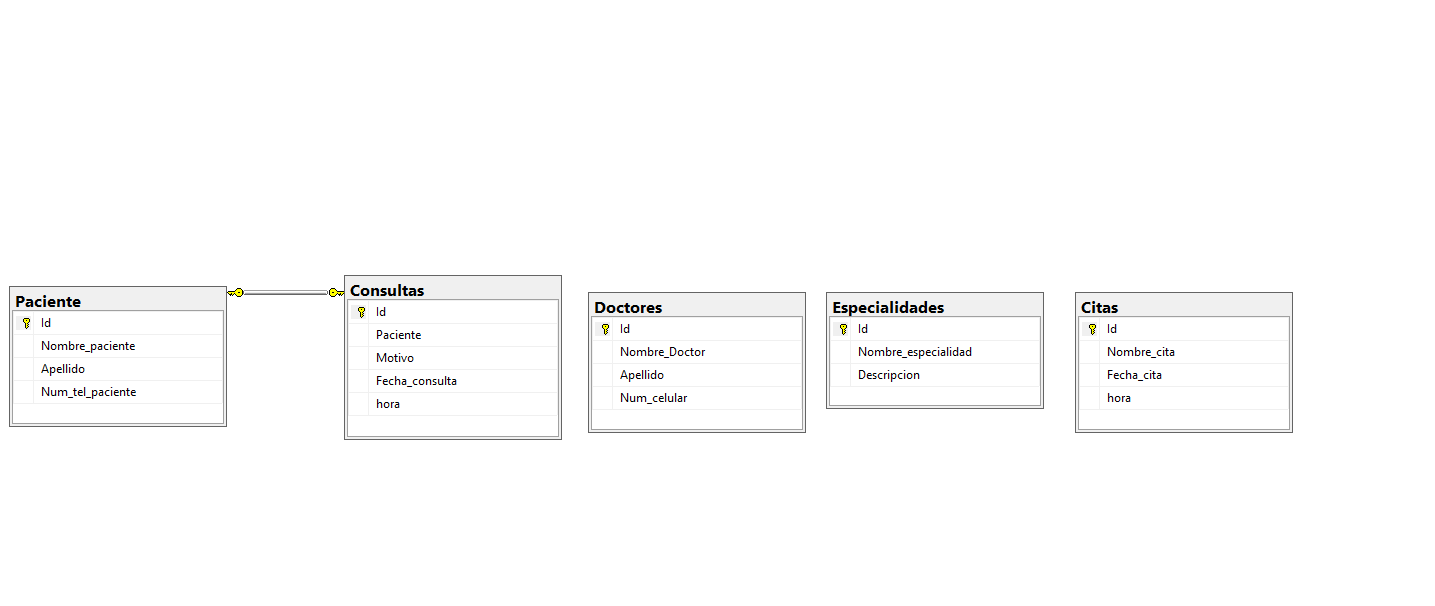 Paciente
Id
Nombre_paciente
Apellido
Num_tel_paciente
Consultas
Id
Paciente
Motivo
Fecha_consulta
hora
Doctores
Id
Nombre_Doctor
Apellido
Num_celular
Especialidades
Id
Nombre_especialidad
Descripcion
Citas
Id
Nombre_cita
Fecha_cita
hora